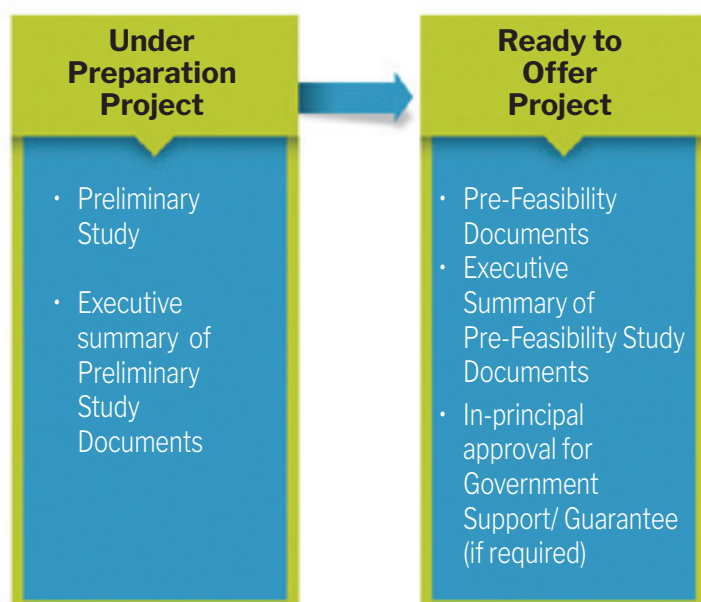 Under
Preparation
Project
• Preliminary
Study
• Executive
summary of
Preliminary
Study
Documents
Ready to
Offer
Project
• Pre-Feasibility
Documents
• Executive
Summary of
Pre-Feasibility Study
Documents
• In-principal
approval for
Government
Support/ Guarantee
(if required)